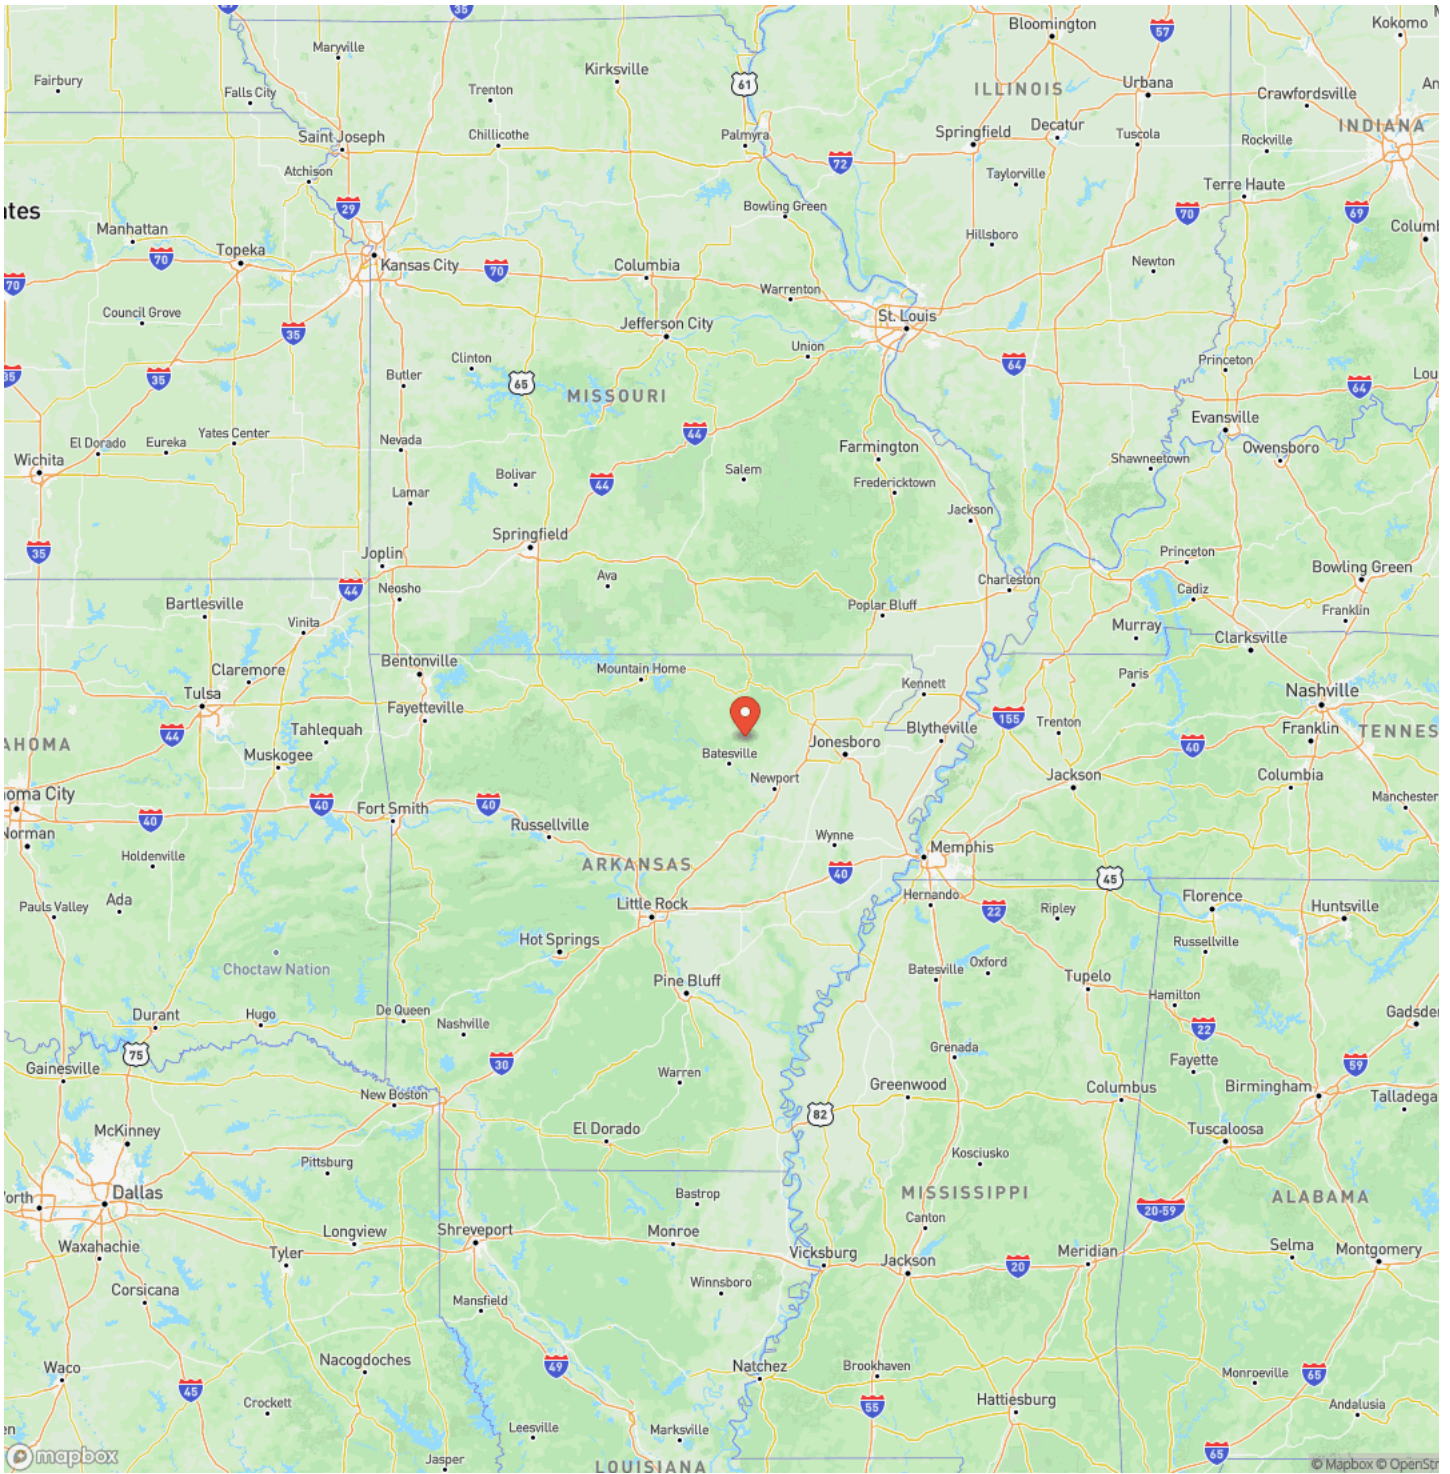 35
Bloomington
57
Kokomo
Maryville
Kirksville
61
ILLINOIS
Urbana
Fairbury
Falls City
Trenton
Crawfordsville
INDIANA
Saint Joseph
Chillicothe
Palmyra
Springfield
Decatur
Tuscola
Rockville
72
Atchison
Taylorville
Terre Haute
29
Bowling Green
70
69
Manhattan
Topeka
70
Kansas City
70
Columbia
Hillsboro
Newton
70
Council Grove
Warrenton
St. Louis
35
Jefferson City
Union
Clinton
64
Princeton
35
35
Butler
65
MISSOURI
64
Evansville
44
Yates Center
El Dorado
Eureka
Nevada
Farmington
Owensboro
Wichita
Bolivar
44
Salem
Shawneetown
Lamar
Fredericktown
Jackson
35
Springfield
Joplin
Princeton
Bowling Green
44
Neosho
Ava
Charleston
Cadiz
Bartlesville
Poplar Bluff
Franklin
Vinita
Murray
Clarksville
Claremore
Bentonville
Mountain Home
Paris
Tulsa
Kennett
Nashville
Fayetteville
155
Trenton
44
Tahlequah
Blytheville
Franklin
Muskogee
Batesville
Jonesboro
40
Newport
Jackson
Columbia
40
40
40
Fort Smith
Russellville
Manchester
Holdenville
Wynne
Memphis
ARKANSAS
40
45
Pauls Valley
Ada
Little Rock
Hernando
22
Ripley
Florence
Huntsville
Hot Springs
Russellville
Choctaw Nation
Pine Bluff
Batesville
Oxford
Tupelo
Hamilton
Durant
Hugo
De Queen
Nashville
22
75
Gainesville
30
Grenada
Fayette
59
Warren
Greenwood
Columbus
Birmingham
New Boston
82
Talladega
McKinney
El Dorado
Tuscaloosa
Pittsburg
Kosciusko
Dallas
Bastrop
MISSISSIPPI
ALABAMA
20-59
Canton
Longview
Shreveport
Monroe
Waxahachie
Tyler
Vicksburg
Jackson
Meridian
Selma
Montgomery
20
Corsicana
Mansfield
Winnsboro
Waco
Nacogdoches
49
Natchez
Brookhaven
Monroeville
65
45
Crockett
Hattiesburg
55
Andalusia
Leesville
Marksville
mapbox
Jasper
LOUISIANA
65
© Mapbox